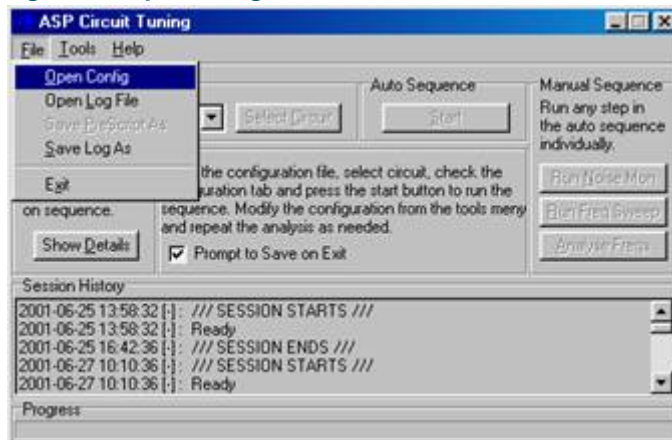 ASP Circuit Tuning
File Tools Help
Open Config
Open Log File
Save PreScript As
Save Log As
Exit
Select Circuit
Auto Sequence
Start
Manual Sequence
Run any step in
the auto sequence
individually.
Run Noise Mon
Run Freq Sweep
Analyse Freqs
on sequence.
Show Details
the configuration file, select circuit, check the
uration tab and press the start button to run the
sequence. Modify the configuration from the tools meny
and repeat the analysis as needed.
Prompt to Save on Exit
Session History
2001-06-25 13:58:32 [-] : /// SESSION STARTS ///
2001-06-25 13:58:32 [-] : Ready
2001-06-25 16:42:36 [-] : /// SESSION ENDS ///
2001-06-27 10:10:36 [-] : /// SESSION STARTS ///
2001-06-27 10:10:36 [-] : Ready
Progress